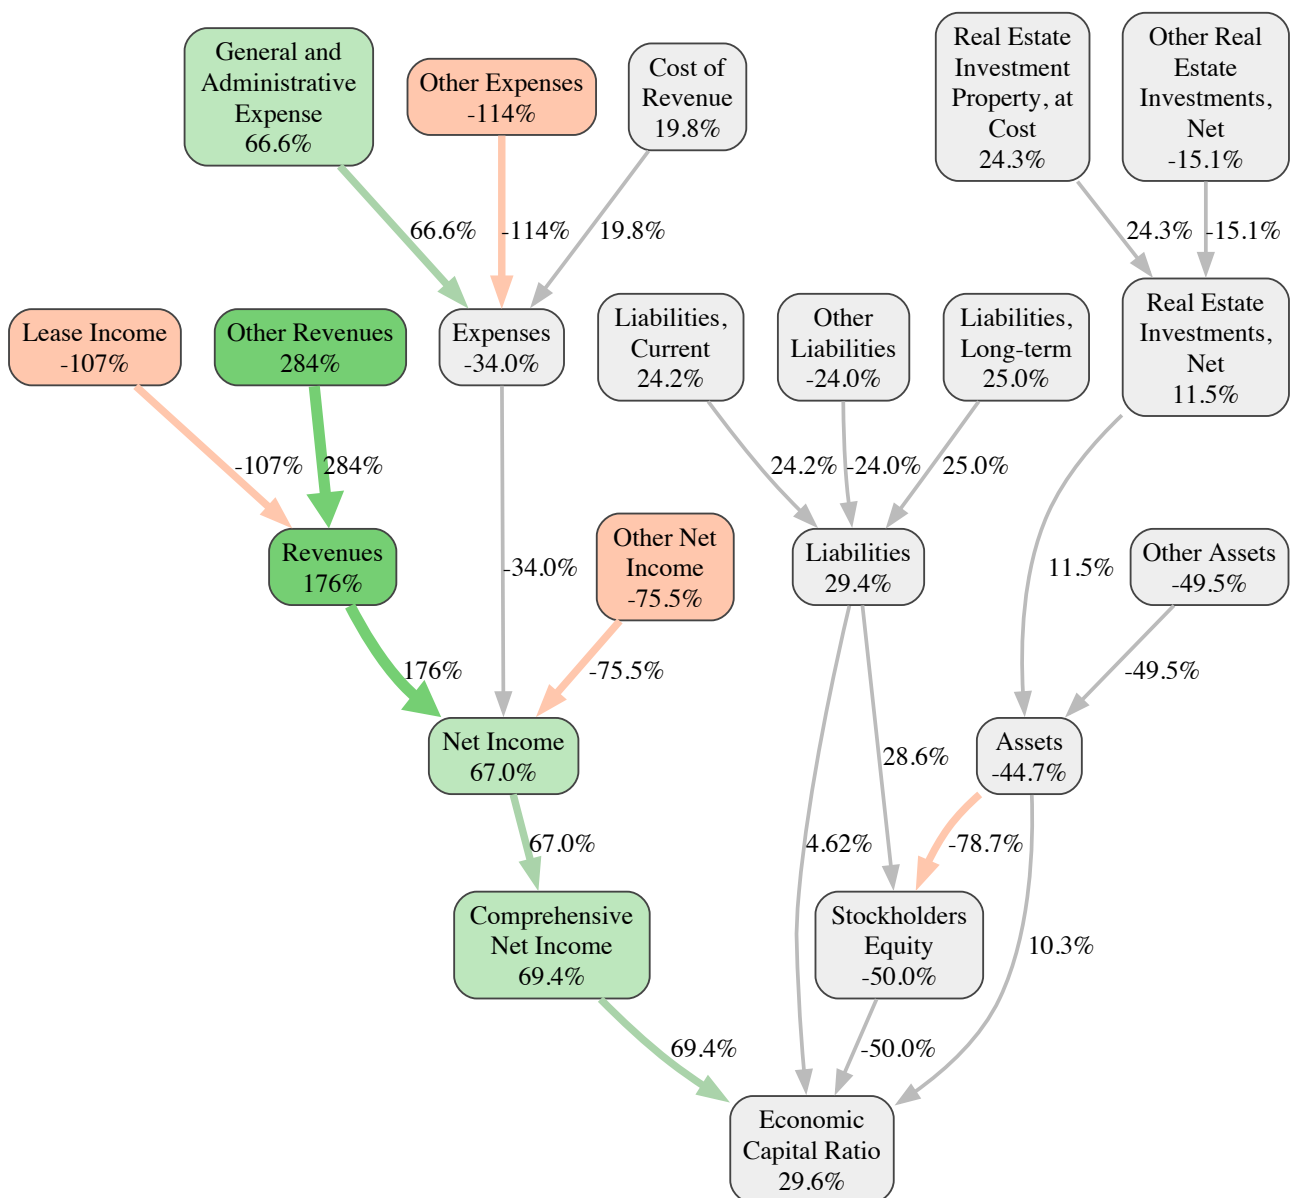 General and
Administrative
Expense
66.6%
Other Expenses
-114%
Cost of
Revenue
19.8%
Real Estate
Investment
Property, at
Cost
24.3%
Other Real
Estate
Investments,
Net
-15.1%
66.6%
-114%
19.8%
24.3%
-15.1%
Lease Income
-107%
Other Revenues
284%
Expenses
-34.0%
Liabilities,
Current
24.2%
Other
Liabilities
-24.0%
Liabilities,
Long-term
25.0%
Real Estate
Investments,
Net
11.5%
-107%
284%
24.2%
-24.0%
25.0%
Revenues
176%
-34.0%
Other Net
Income
-75.5%
Liabilities
29.4%
11.5%
Other Assets
-49.5%
176%
-75.5%
-49.5%
Net Income
67.0%
28.6%
Assets
-44.7%
67.0%
4.62%
-78.7%
Comprehensive
Net Income
69.4%
Stockholders
Equity
-50.0%
10.3%
69.4%
-50.0%
Economic
Capital Ratio
29.6%